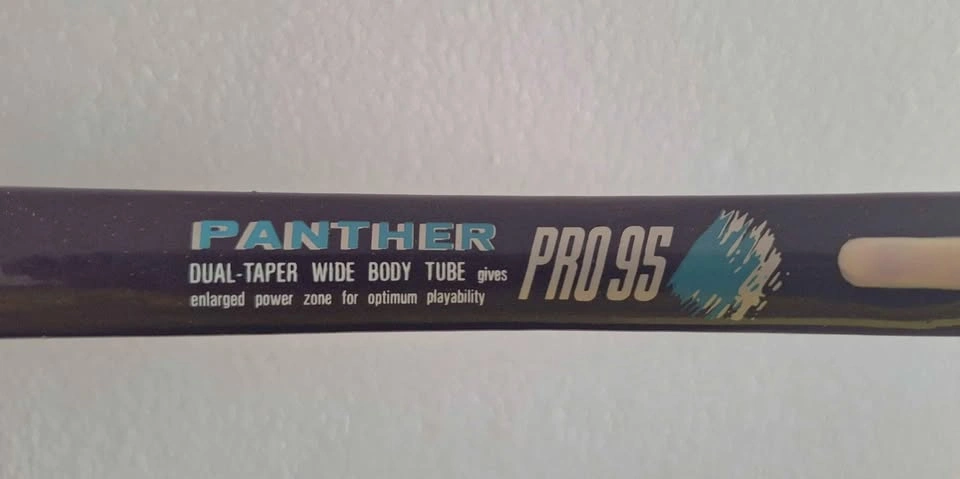 PANTHER
DUAL-TAPER WIDE BODY TUBE gives
enlarged power zone for optimum playability
PRO 95